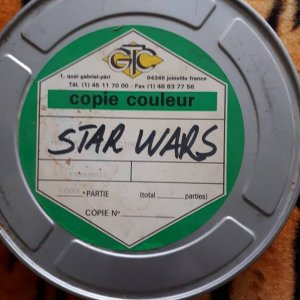 GTC
1, quai gabriel-péri 94345 joinville france
Tél. (1) 45 11 70 00 - Fax (1) 48 83 77 56
copie couleur
STAR WARS
PARTIE (total parties)
COPIE N°